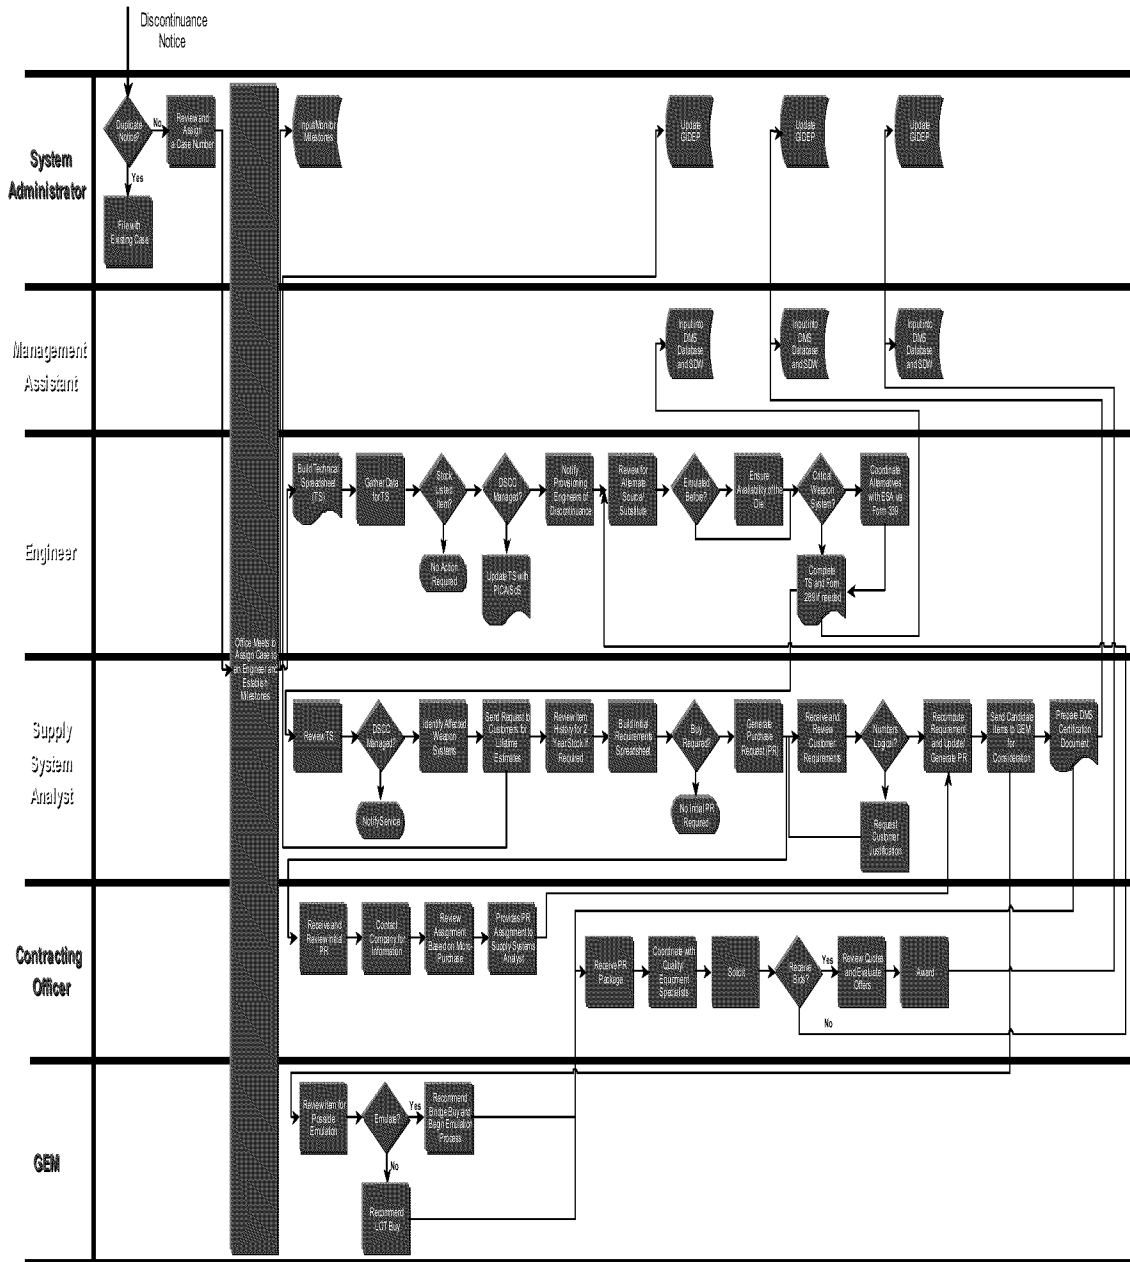 Discontinuance
Notice
System
Administrator
Duplicate
Notice?
No
Yes
Review and
Assign
a Case Number
File with
Existing Case
Input/Monitor
Milestones
Update
GIDEP
Update
GIDEP
Update
GIDEP
Management
Assistant
Input into
DMS
Database
and SDW
Input into
DMS
Database
and SDW
Input into
DMS
Database
and SDW
Engineer
Build Technical
Spreadsheet
(TS)
Gather Data
for TS
Stock
Listed
Item?
DSCC
Managed?
Notify
Provisioning
Engineers of
Discontinuance
Review for
Alternate
Source/
Substitute
Emulated
Before?
Ensure
Availability of the
Die
Critical
Weapon
System?
Coordinate
Alternatives
with ESA via
Form 339
No Action
Required
Update TS with
PICA/SoS
Complete
TS and Form
289 if needed
Office Meets to
Assign Case to
an Engineer and
Establish
Milestones
Supply
System
Analyst
Review TS
DSCC
Managed?
Identify Affected
Weapon
Systems
Send Request to
Customers for
Lifetime
Estimates
Review Item
History for 2
Year Stock if
Required
Build Initial
Requirements
Spreadsheet
Buy
Required?
Generate
Purchase
Request (PR)
Receive and
Review
Customer
Requirements
Numbers
Logical?
Recompute
Requirement
and Update/
Generate PR
Send Candidate
Items to GEM
for
Consideration
Prepare DMS
Certification
Document
Notify Service
No Initial PR
Required
Request
Customer
Justification
Contracting
Officer
Receive and
Review Initial
PR
Contact
Company for
Information
Review
Assignment
Based on Micro-
Purchase
Provides PR
Assignment to
Supply Systems
Analyst
Receive PR
Package
Coordinate with
Quality/
Equipment
Specialists
Solicit
Receive
Bids?
Yes
No
Review Quotes
and Evaluate
Offers
Award
GEM
Review Item for
Possible
Emulation
Emulate?
Yes
No
Recommend
Bridge Buy and
Begin Emulation
Process
Recommend
LOT Buy